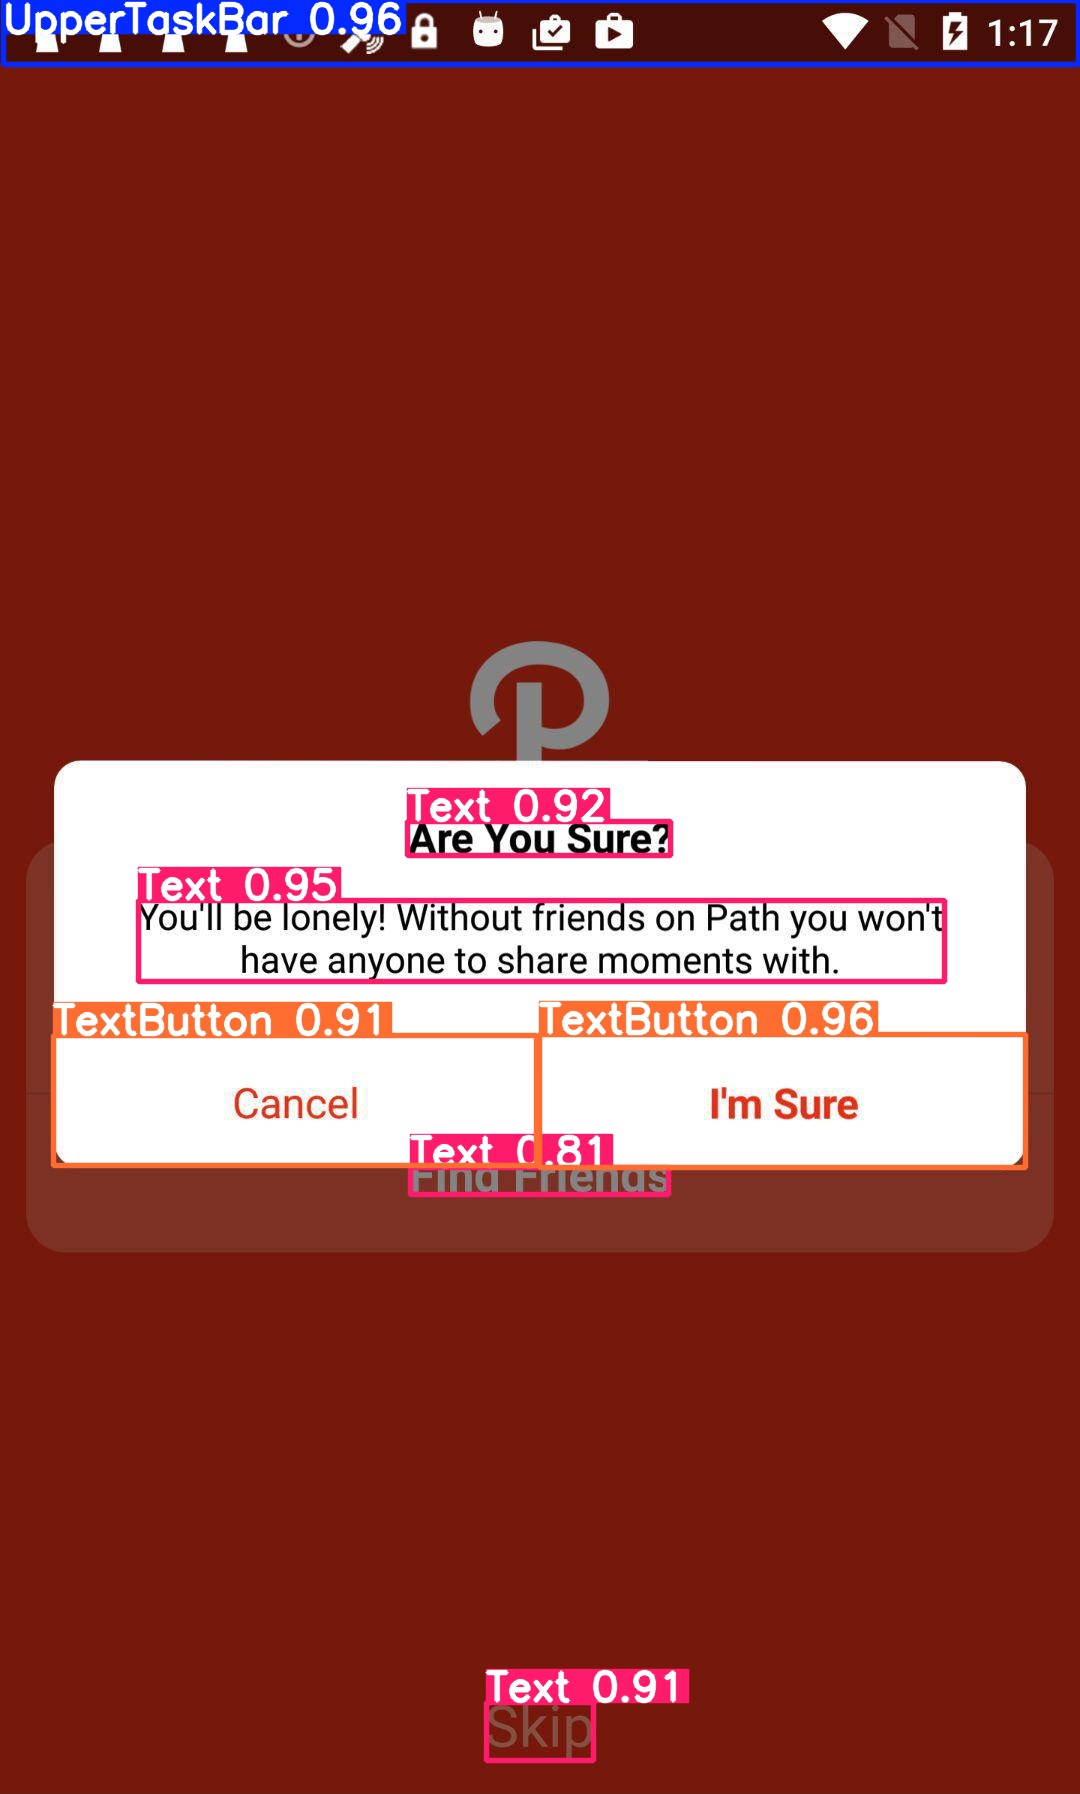 UpperTaskBar 0.96
1:17
Text 0.92
Are You Sure?
Text 0.95
You'll be lonely! Without friends on Path you won't
have anyone to share moments with.
TextButton 0.91
TextButton 0.96
Cancel
I'm Sure
Text 0.81
Find Friends
Text 0.91
Skip